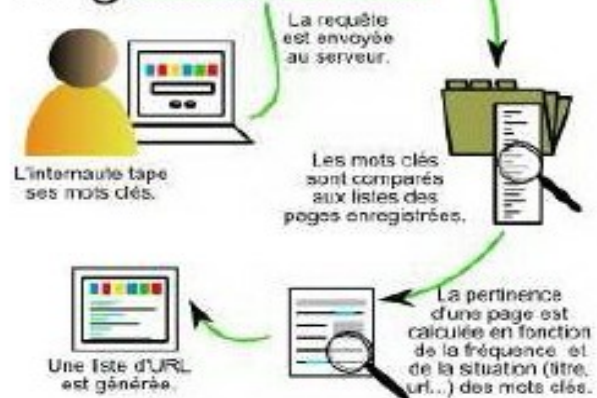 L'internaute tape
ses mots clés.
La requête
est envoyée
au serveur.
Les mots clés
sont comparés
aux listes des
pages enregistrées.
La pertinence
d'une page est
calculée en fonction
de la fréquence et
de la situation (titre,
url...) des mots clés.
Une liste d'URL
est générée.